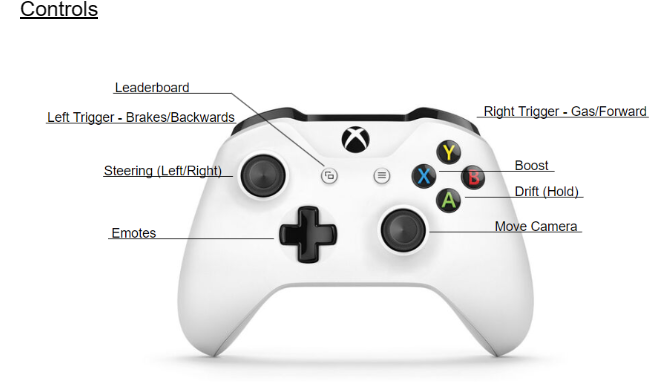 Controls
Leaderboard
Left Trigger - Brakes/Backwards
Right Trigger - Gas/Forward
Y
Steering (Left/Right)
X
B
Boost
A
Drift (Hold)
Emotes
Move Camera